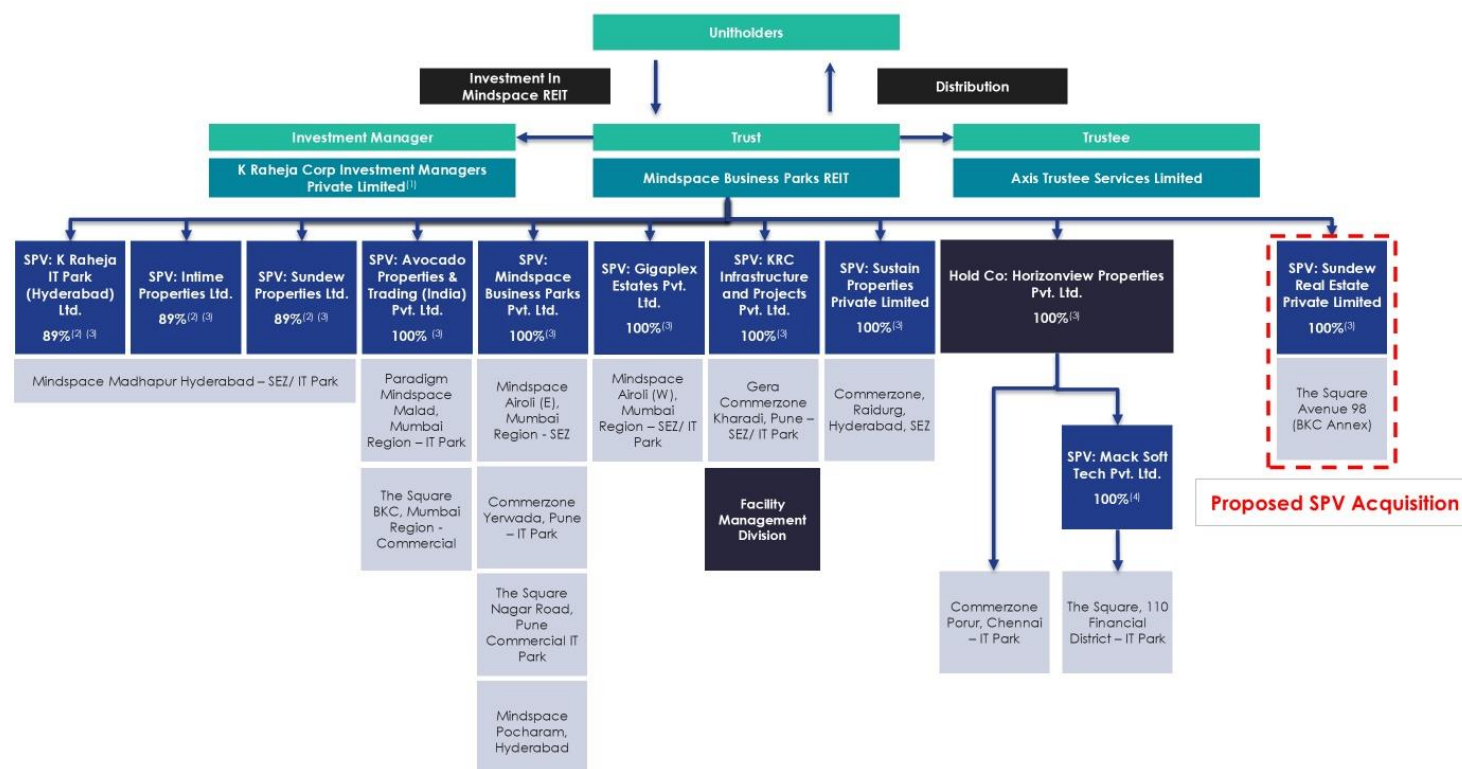 Unitholders
Investment In
Mindspace REIT
Distribution
Investment Manager
Trust
Trustee
K Raheja Corp Investment Managers
Private Limited(1)
Mindspace Business Parks REIT
Axis Trustee Services Limited
SPV: K Raheja
IT Park
(Hyderabad)
Ltd.
89%(2) (3)
SPV: Intime
Properties Ltd.
89%(2) (3)
SPV: Sundew
Properties Ltd.
89%(2) (3)
SPV: Avocado
Properties &
Trading (India)
Pvt. Ltd.
100% (3)
SPV:
Mindspace
Business Parks
Pvt. Ltd.
100%(3)
SPV: Gigaplex
Estates Pvt.
Ltd.
100%(3)
SPV: KRC
Infrastructure
and Projects
Pvt. Ltd.
100%(3)
SPV: Sustain
Properties
Private Limited
100%(3)
Hold Co: Horizonview Properties
Pvt. Ltd.
100%(3)
SPV: Sundew
Real Estate
Private Limited
100%(3)
Mindspace Madhapur Hyderabad – SEZ/ IT Park
Paradigm
Mindspace
Malad,
Mumbai
Region – IT Park
Mindspace
Airoli (E),
Mumbai
Region - SEZ
Mindspace
Airoli (W),
Mumbai
Region – SEZ/ IT
Park
Gera
Commerzone
Kharadi, Pune –
SEZ/ IT Park
Commerzone,
Raidurg,
Hyderabad, SEZ
The Square
Avenue 98
(BKC Annex)
SPV: Mack Soft
Tech Pvt. Ltd.
100%(4)
The Square
BKC, Mumbai
Region -
Commercial
Commerzone
Yerwada, Pune
– IT Park
Facility
Management
Division
Proposed SPV Acquisition
The Square
Nagar Road,
Pune
Commercial IT
Park
Commerzone
Porur, Chennai
– IT Park
The Square, 110
Financial
District – IT Park
Mindspace
Pocharam,
Hyderabad